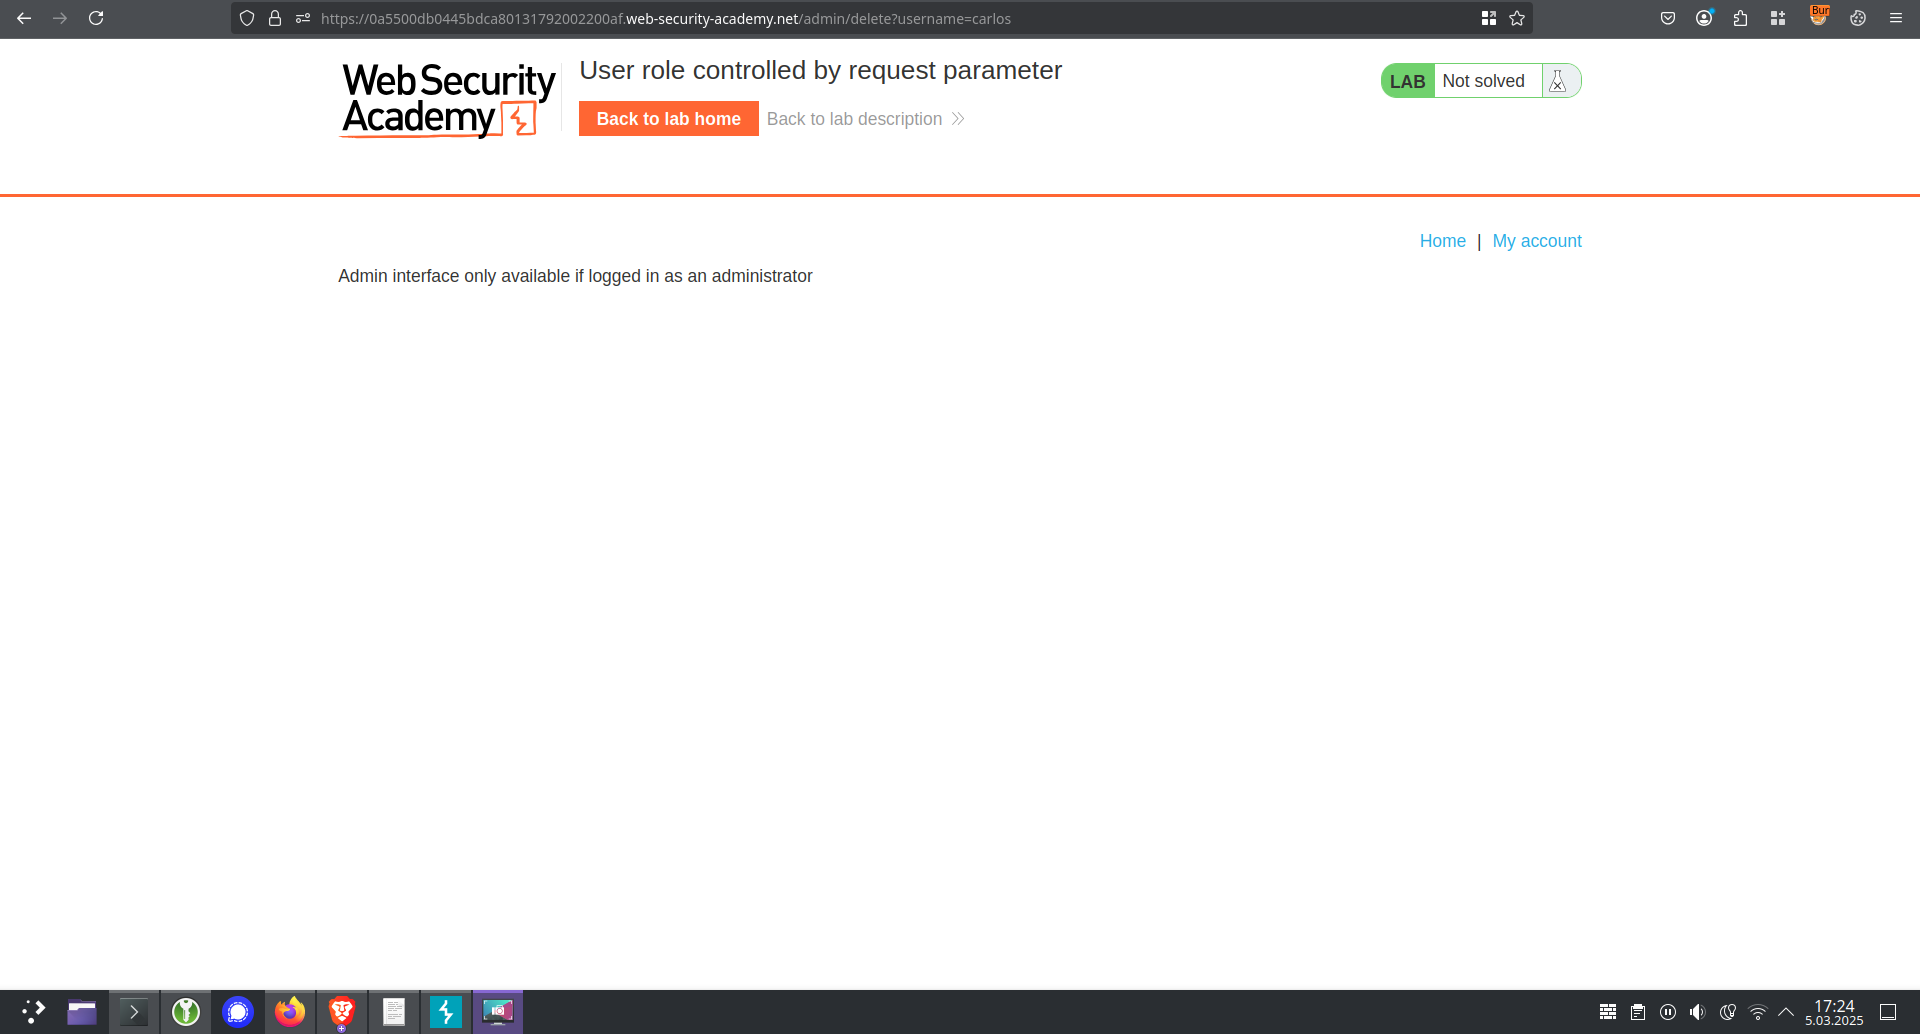 https://0a5500db0445bdca80131792002200af.web-security-academy.net/admin/delete?username=carlos
Bur
Web Security
Academy
User role controlled by request parameter
Back to lab home
Back to lab description
LAB
Not solved
Home | My account
Admin interface only available if logged in as an administrator
17:24
5.03.2025